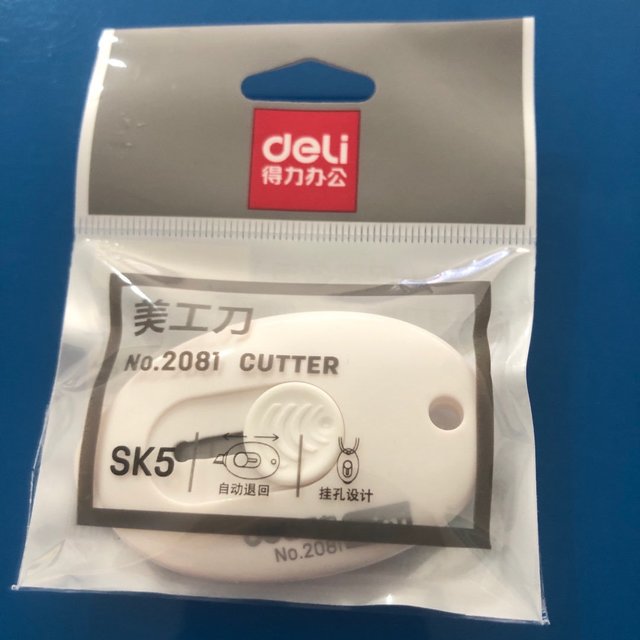 deli
得力办公
美工刀
No.2081 CUTTER
SK5
自动退回
挂孔设计
No.2081